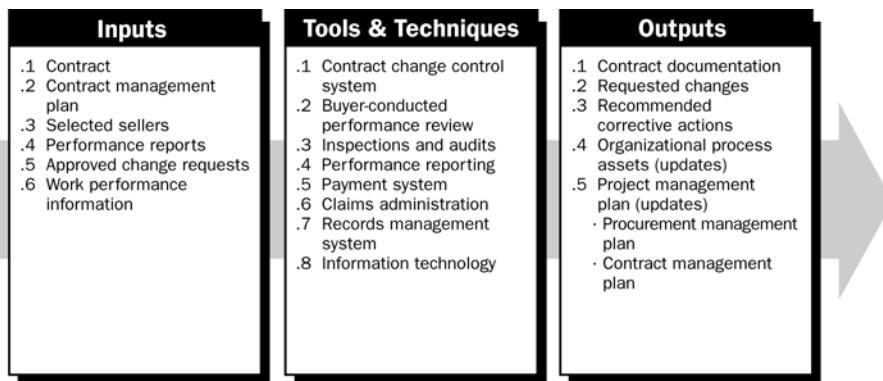 Inputs
.1 Contract
.2 Contract management
plan
.3 Selected sellers
.4 Performance reports
.5 Approved change requests
.6 Work performance
information
Tools & Techniques
.1 Contract change control
system
.2 Buyer-conducted
performance review
.3 Inspections and audits
.4 Performance reporting
.5 Payment system
.6 Claims administration
.7 Records management
system
.8 Information technology
Outputs
.1 Contract documentation
.2 Requested changes
.3 Recommended
corrective actions
.4 Organizational process
assets (updates)
.5 Project management
plan (updates)
· Procurement management
plan
· Contract management
plan